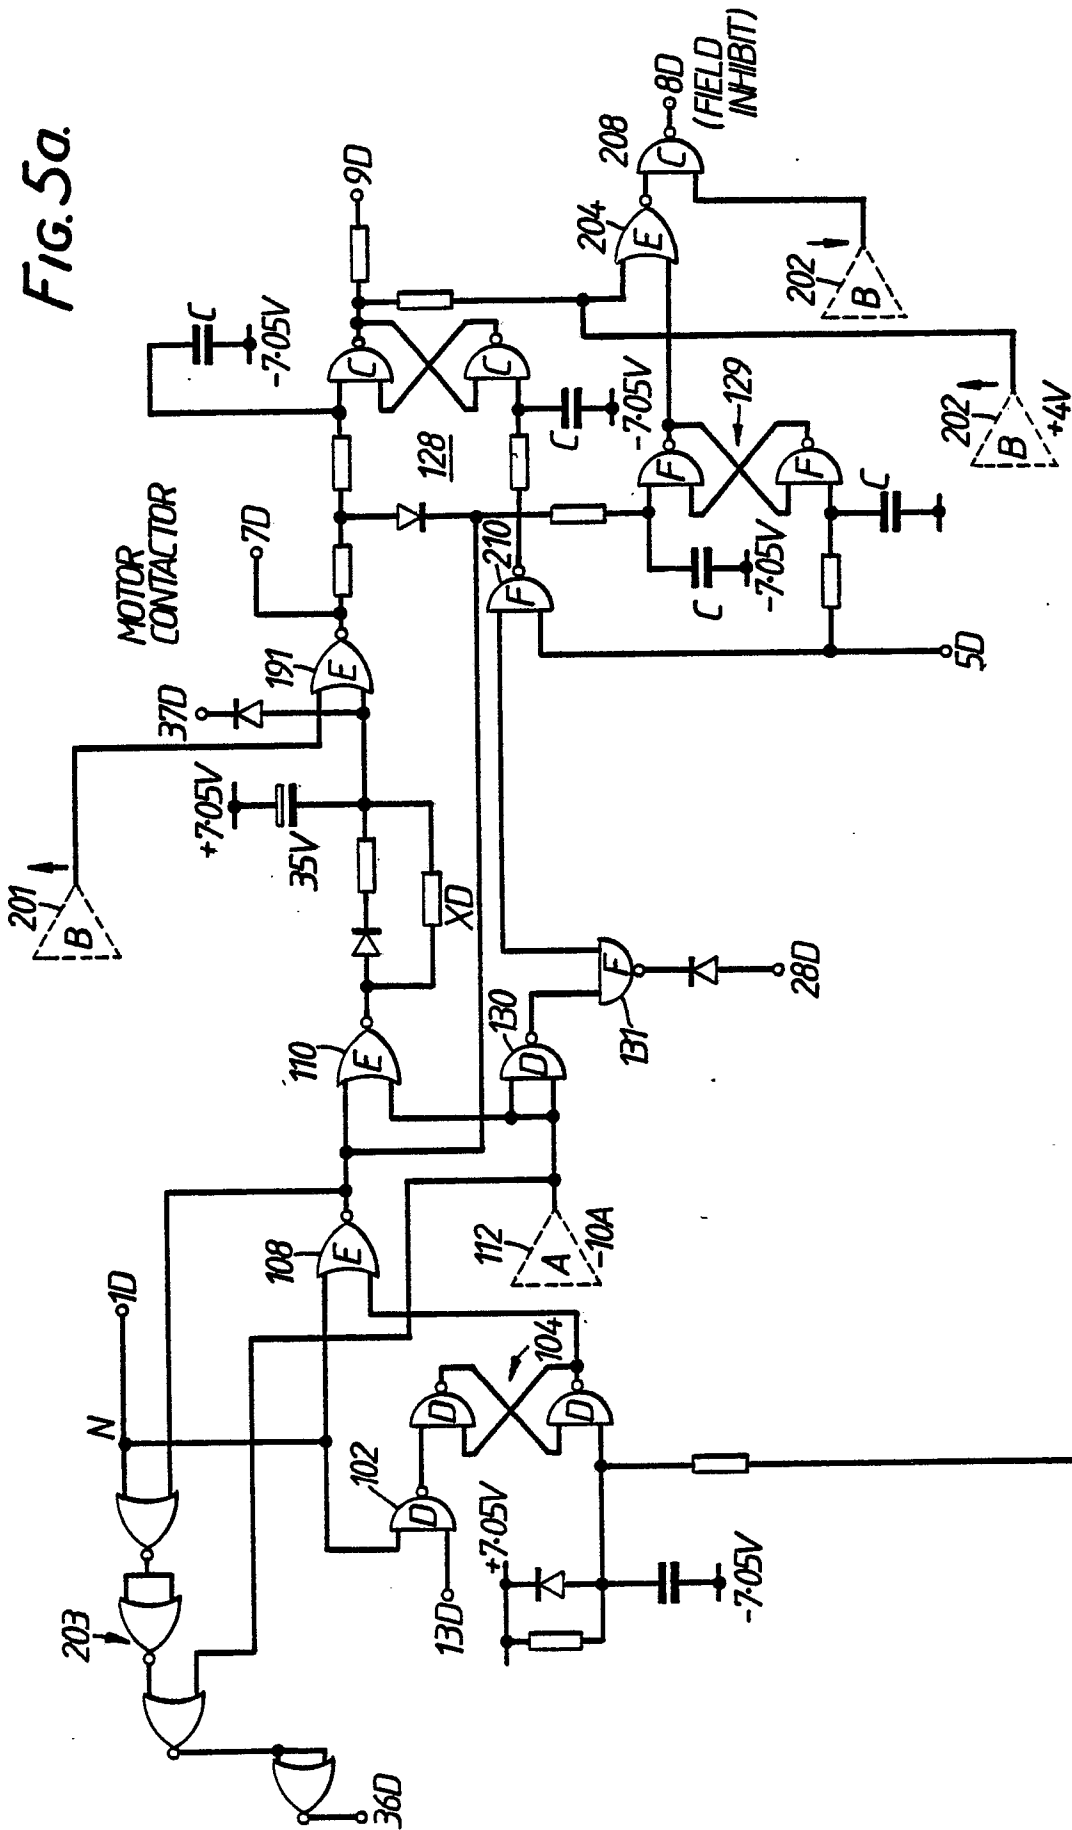 FIG. 5a.
MOTOR
CONTACTOR
7D
9D
C
-7·05V
8D
(FIELD
INHIBIT)
208
C
204
E
C
C
128
C
-7·05V
202
B
202
B
+4V
129
F
F
C
-7·05V
C
5D
210
F
191
E
37D
+7·05V
35V
XD
201
B
110
E
130
D
131
F
28D
108
E
112
A
-10A
1D
N
104
D
D
102
D
13D
+7·05V
-7·05V
203
36D